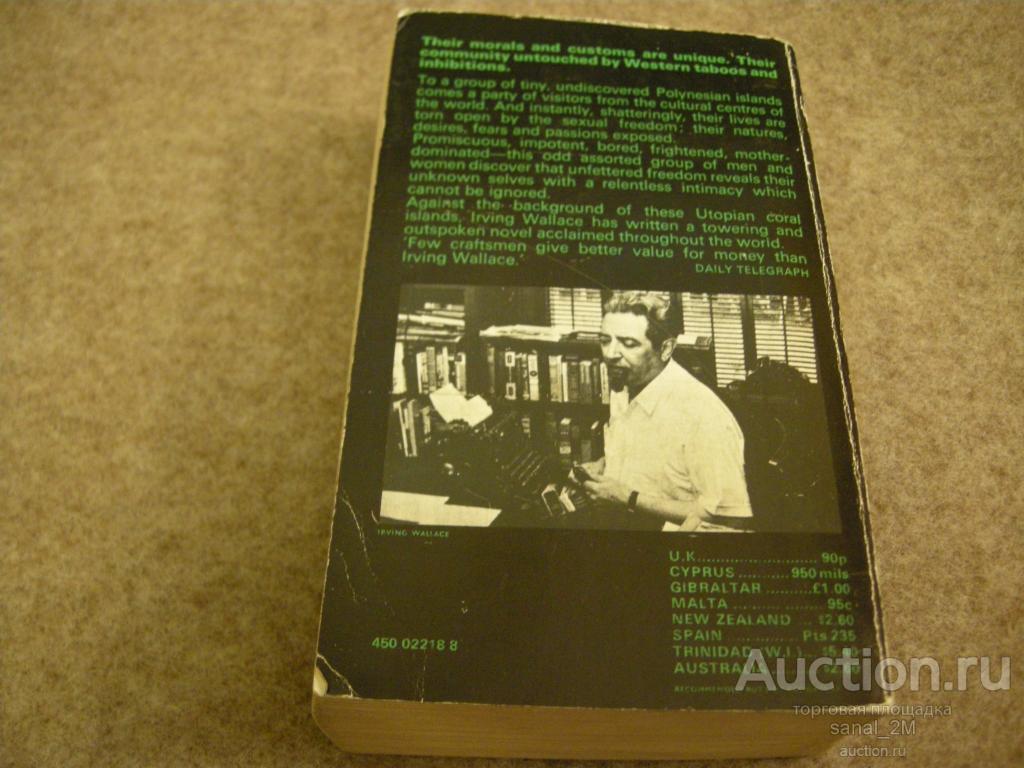 Their morals and customs are unique. Their
community untouched by Western taboos and
inhibitions.
To a group of tiny, undiscovered Polynesian islands
comes a party of visitors from the cultural centres of
the world. And instantly, shatteringly, their lives are
torn open by the sexual freedom; their natures,
desires, fears and passions exposed.
Promiscuous, impotent, bored, frightened, mother-
dominated—this odd assorted group of men and
women discover that unfettered freedom reveals their
unknown selves with a relentless intimacy which
cannot be ignored.
Against the background of these Utopian coral
islands, Irving Wallace has written a towering and
outspoken novel acclaimed throughout the world.
'Few craftsmen give better value for money than
Irving Wallace.'
DAILY TELEGRAPH
IRVING WALLACE
U.K. 90p
CYPRUS 950 mils
GIBRALTAR £1.00
MALTA 95c
NEW ZEALAND $2.60
SPAIN Pts 235
TRINIDAD (W.I.)
450 02218 8
Auction.ru
торговая площадка
sanal_2M
auction.ru